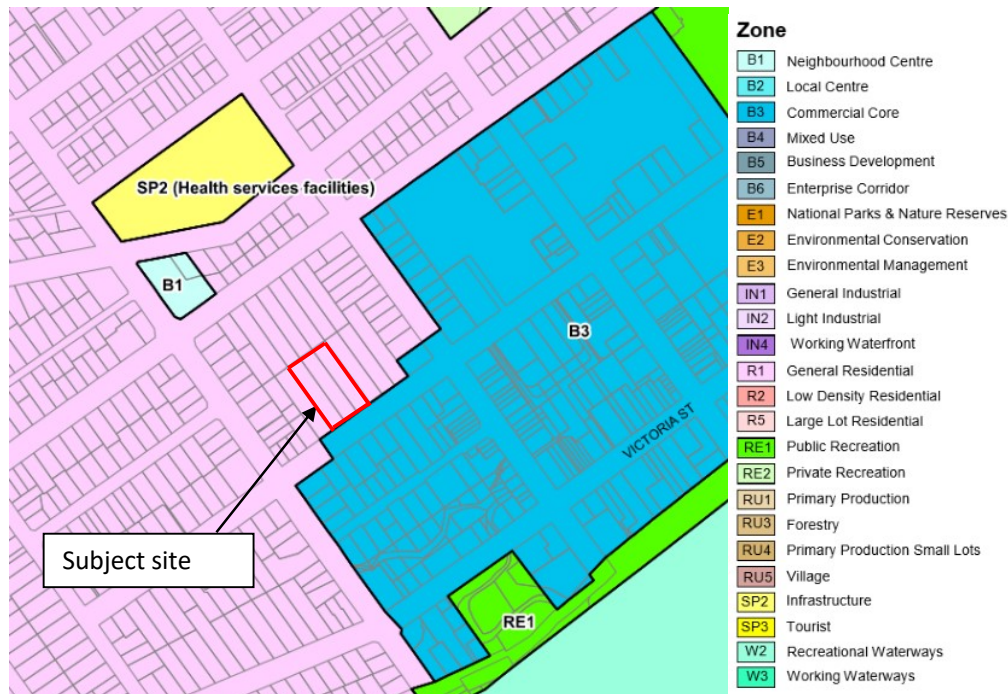 SP2 (Health services facilities)
B1
B3
VICTORIA ST
Subject site
RE1
Zone
B1 Neighbourhood Centre
B2 Local Centre
B3 Commercial Core
B4 Mixed Use
B5 Business Development
B6 Enterprise Corridor
E1 National Parks & Nature Reserves
E2 Environmental Conservation
E3 Environmental Management
IN1 General Industrial
IN2 Light Industrial
IN4 Working Waterfront
R1 General Residential
R2 Low Density Residential
R5 Large Lot Residential
RE1 Public Recreation
RE2 Private Recreation
RU1 Primary Production
RU3 Forestry
RU4 Primary Production Small Lots
RU5 Village
SP2 Infrastructure
SP3 Tourist
W2 Recreational Waterways
W3 Working Waterways